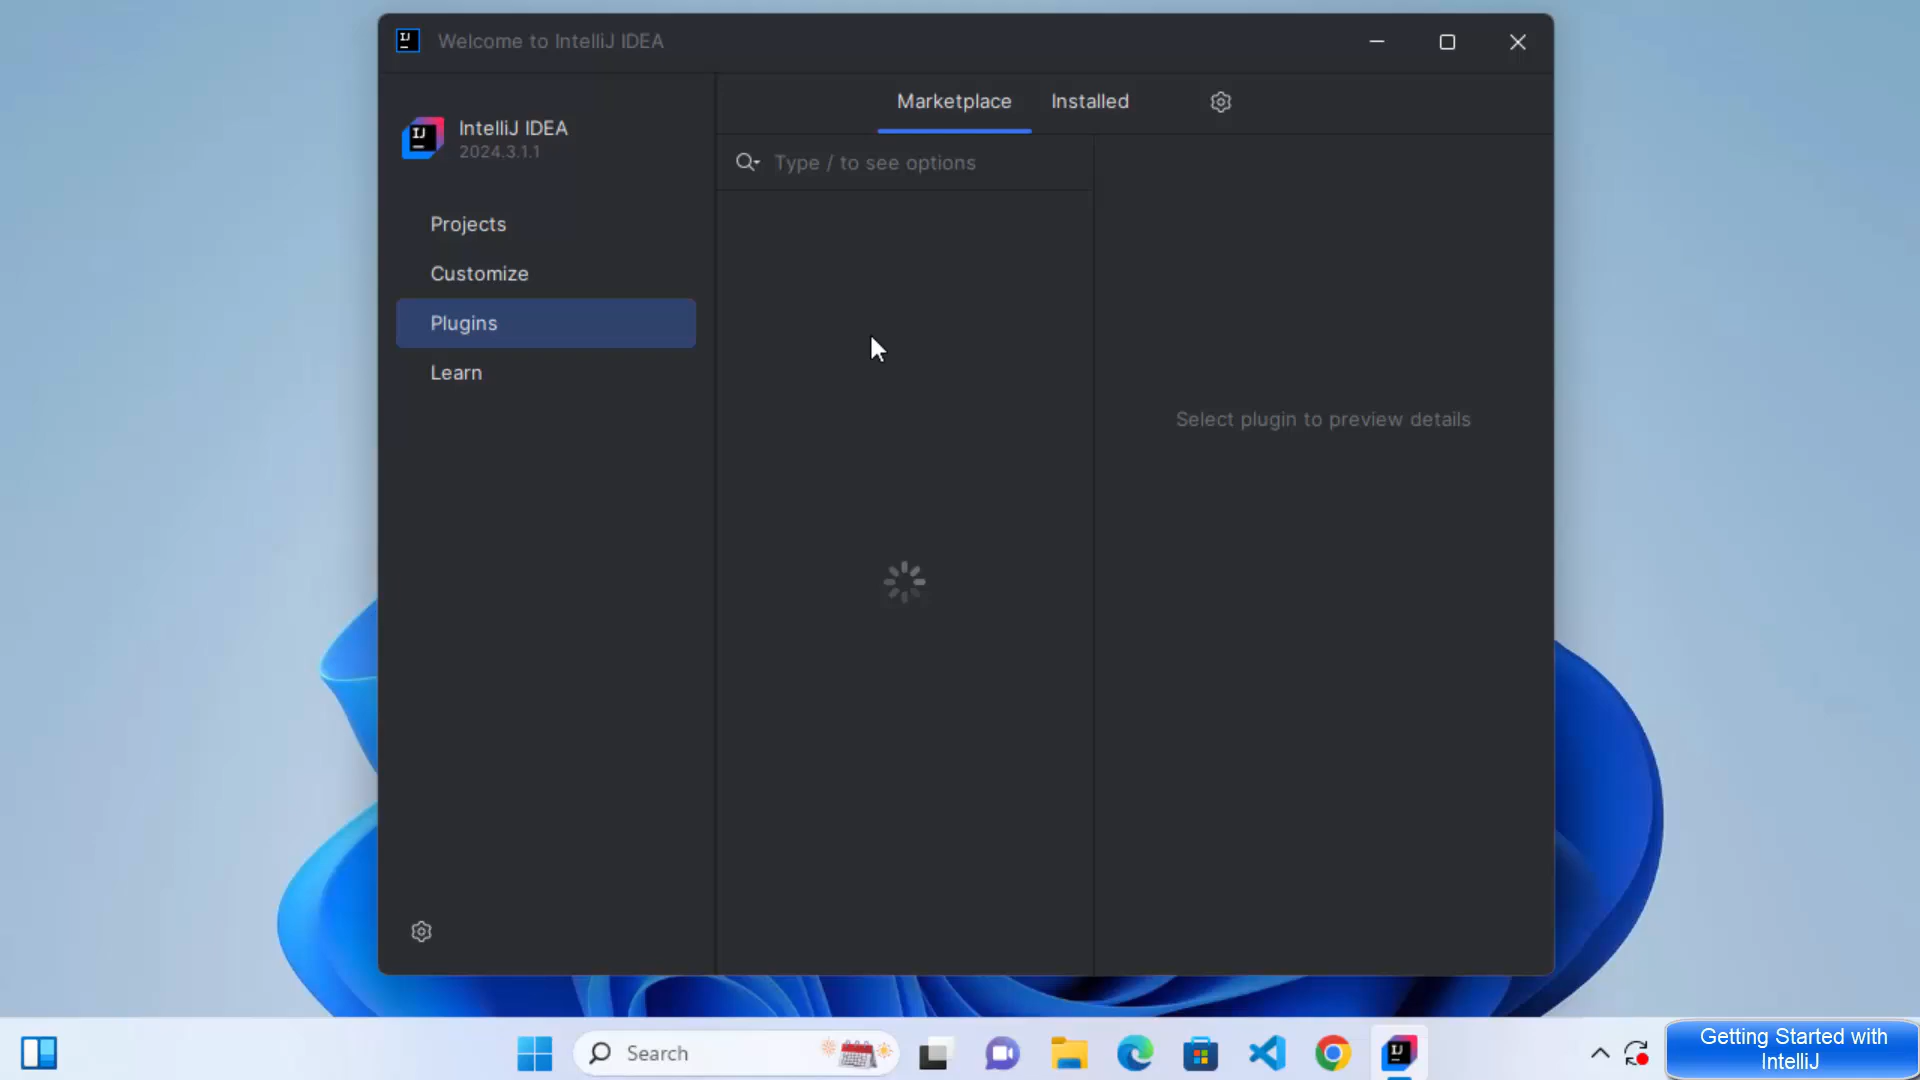 Welcome to IntelliJ IDEA
IntelliJ IDEA
2024.3.1.1
Projects
Customize
Plugins
Learn
Marketplace
Installed
Type / to see options
Select plugin to preview details
Search
Getting Started with
IntelliJ